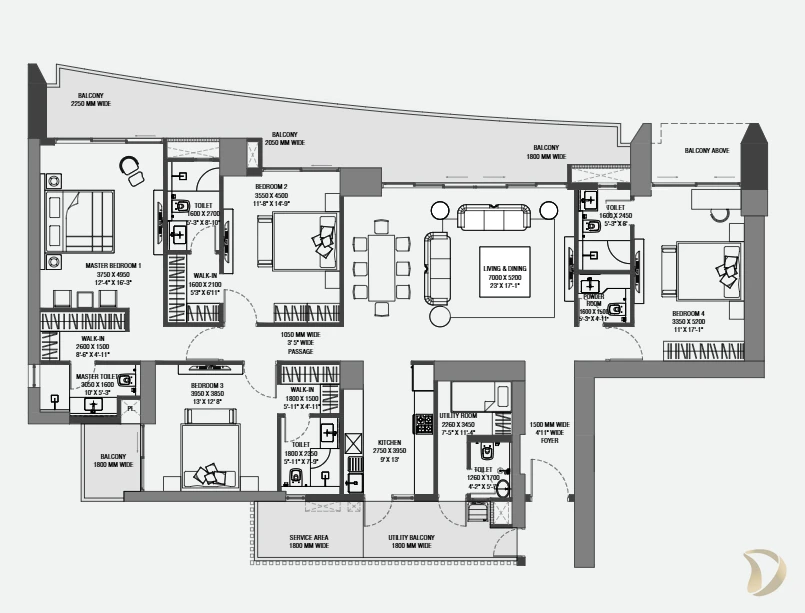 BALCONY
2250 MM WIDE
BALCONY
2050 MM WIDE
BALCONY
1800 MM WIDE
BALCONY ABOVE
BEDROOM 2
3550 X 4500
11'-8" X 14'-9"
TOILET
1600 X 2700
5'-3" X 8'-10"
TOILET
1600 X 2450
5'-3" X 8'
MASTER BEDROOM 1
3750 X 4950
12'-4" X 16'-3"
WALK-IN
1600 X 2100
5'3" X 6'11"
LIVING & DINING
7000 X 5200
23' X 17'-1"
POWDER
ROOM
1600 X 1500
5'-3" X 4'-11"
BEDROOM 4
3350 X 5200
11' X 17'-1"
WALK-IN
2600 X 1500
8'-6" X 4'-11"
1050 MM WIDE
3' 5" WIDE
PASSAGE
MASTER TOILET
3050 X 1600
10' X 5'-3"
BEDROOM 3
3950 X 3850
13' X 12' 8"
WALK-IN
1800 X 1500
5'-11" X 4'-11"
UTILITY ROOM
2260 X 3450
7'-5" X 11'-4"
1500 MM WIDE
4'11" WIDE
FOYER
BALCONY
1800 MM WIDE
TOILET
1800 X 2350
5'-11" X 7'-9"
KITCHEN
2750 X 3950
9' X 13'
TOILET
1260 X 1700
SERVICE AREA
1800 MM WIDE
UTILITY BALCONY
1800 MM WIDE